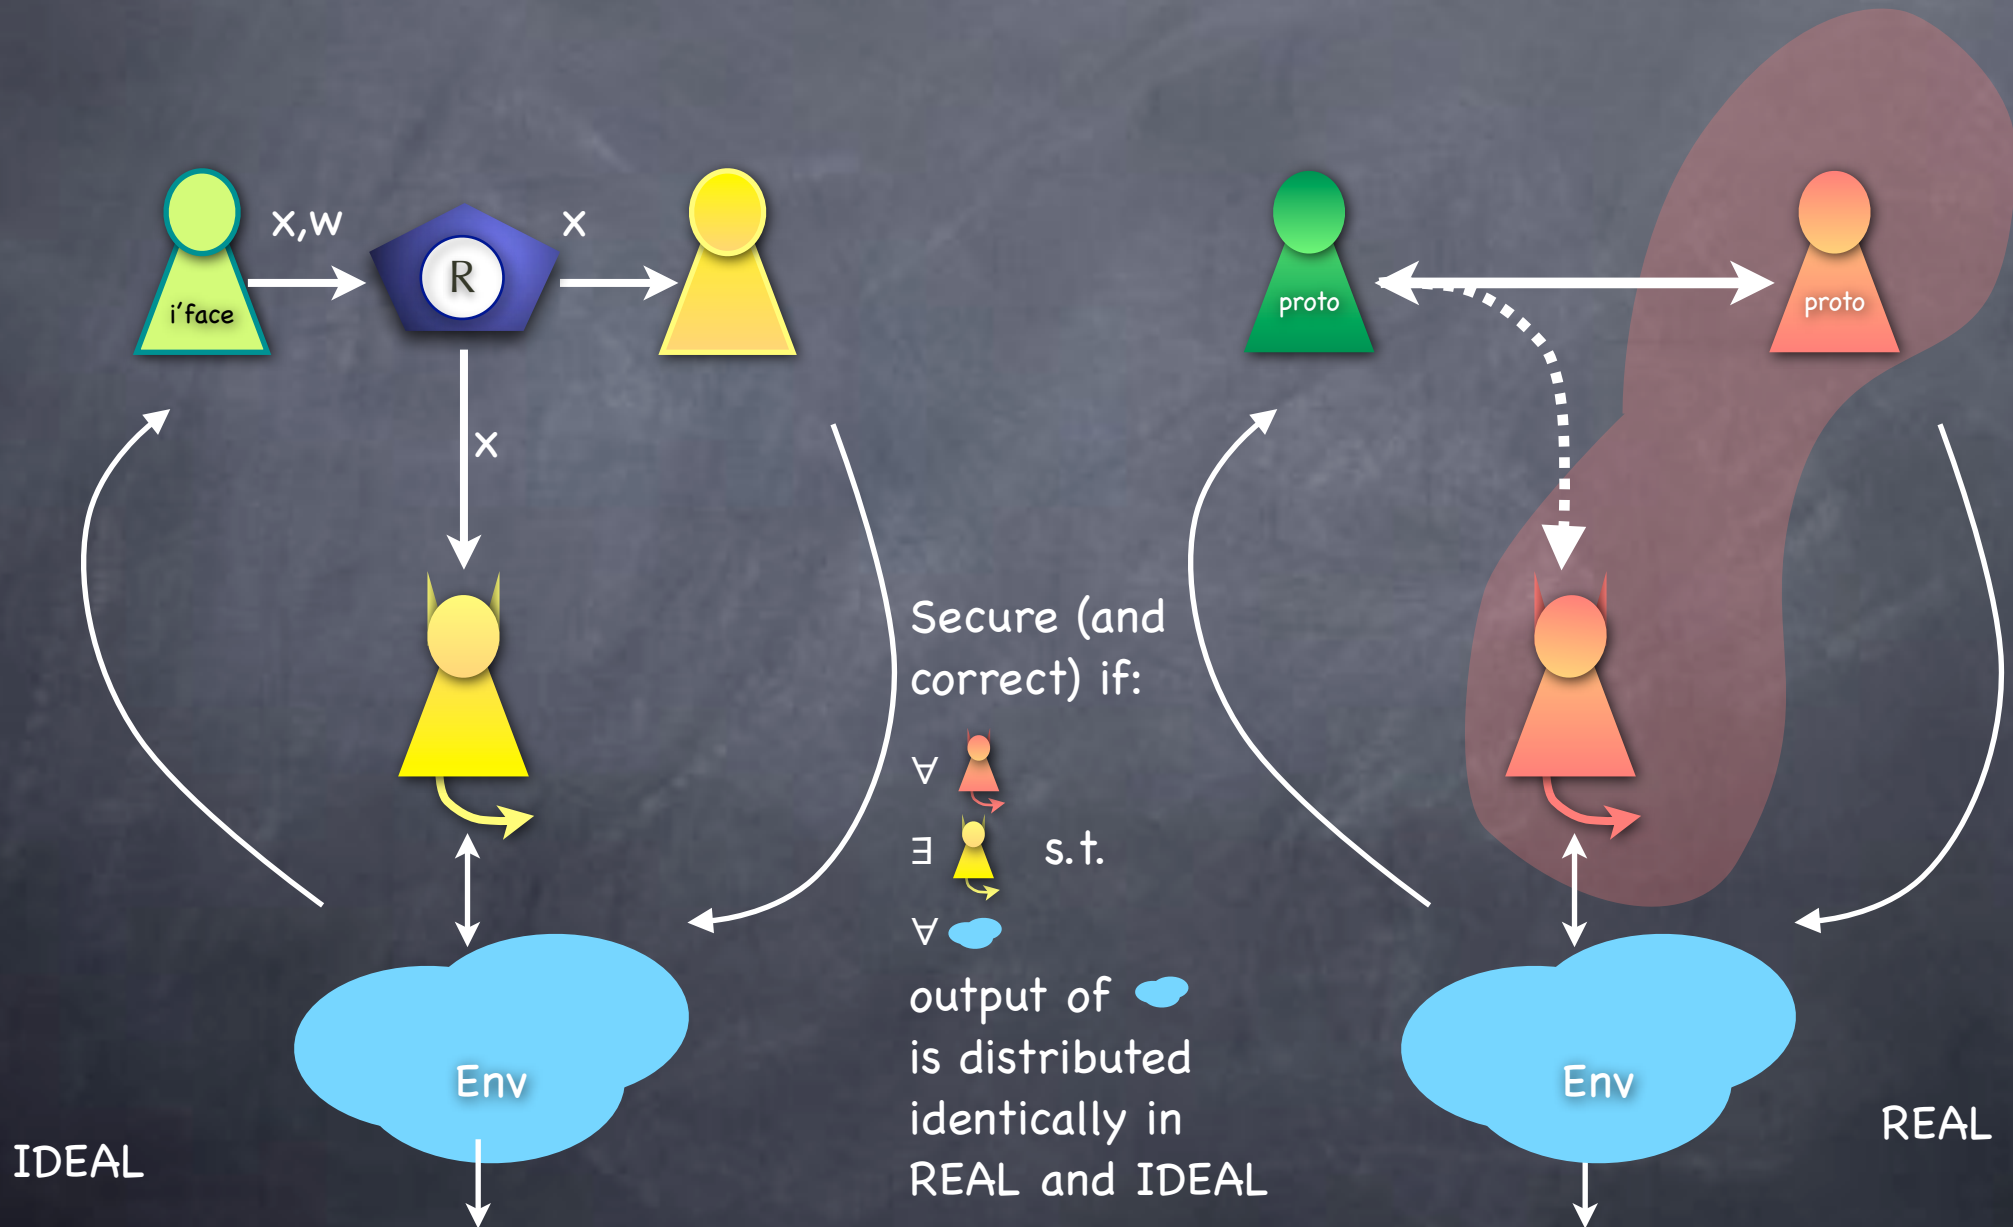 x,w
x
R
i'face
x
proto
proto
Secure (and
correct) if:
∀
∃ s.t.
∀
output of
is distributed
identically in
REAL and IDEAL
Env
Env
IDEAL
REAL